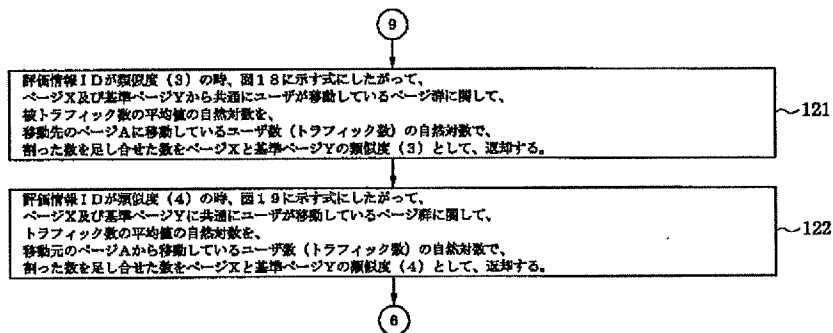 9
評価情報IDが類似度(3)の時、図18に示す式にしたがって、
ページX及び基準ページYから共通にユーザが移動しているページ群に関して、
被トラフィック数の平均値の自然対数を、
移動先のページAに移動しているユーザ数(トラフィック数)の自然対数で、
割った数を足し合せた数をページXと基準ページYの類似度(3)として、返却する。
121
評価情報IDが類似度(4)の時、図19に示す式にしたがって、
ページX及び基準ページYに共通にユーザが移動しているページ群に関して、
トラフィック数の平均値の自然対数を、
移動元のページAから移動しているユーザ数(トラフィック数)の自然対数で、
割った数を足し合せた数をページXと基準ページYの類似度(4)として、返却する。
122
6